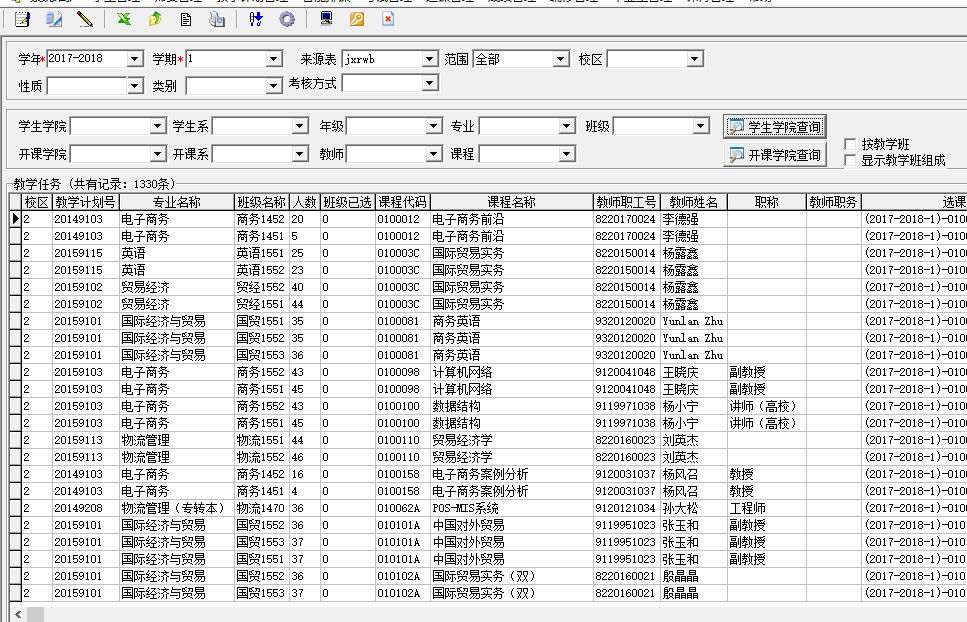 学年*2017-2018 学期*1 来源表 jxrwb 范围 全部 校区
性质 类别 考核方式
学生学院 学生系 年级 专业 班级 学生学院查询
开课学院 开课系 教师 课程 开课学院查询
按教学班
显示教学班组成
教学任务（共有记录：1330条）
校区 教学计划号 专业名称 班级名称 人数 班级已选 课程代码 课程名称 教师职工号 教师姓名 职称 教师职务 选课
2 20149103 电子商务 商务1452 20 0 0100012 电子商务前沿 8220170024 李德强 (2017-2018-1)-010
2 20149103 电子商务 商务1451 5 0 0100012 电子商务前沿 8220170024 李德强 (2017-2018-1)-010
2 20159115 英语 英语1551 25 0 010003C 国际贸易实务 8220150014 杨露鑫 (2017-2018-1)-010
2 20159115 英语 英语1552 23 0 010003C 国际贸易实务 8220150014 杨露鑫 (2017-2018-1)-010
2 20159102 贸易经济 贸经1552 40 0 010003C 国际贸易实务 8220150014 杨露鑫 (2017-2018-1)-010
2 20159102 贸易经济 贸经1551 44 0 010003C 国际贸易实务 8220150014 杨露鑫 (2017-2018-1)-010
2 20159101 国际经济与贸易 国贸1551 35 0 0100081 商务英语 9320120020 Yunlan Zhu (2017-2018-1)-010
2 20159101 国际经济与贸易 国贸1552 35 0 0100081 商务英语 9320120020 Yunlan Zhu (2017-2018-1)-010
2 20159101 国际经济与贸易 国贸1553 36 0 0100081 商务英语 9320120020 Yunlan Zhu (2017-2018-1)-010
2 20159103 电子商务 商务1552 43 0 0100098 计算机网络 9120041048 王晓庆 副教授 (2017-2018-1)-010
2 20159103 电子商务 商务1551 45 0 0100098 计算机网络 9120041048 王晓庆 副教授 (2017-2018-1)-010
2 20159103 电子商务 商务1552 43 0 0100100 数据结构 9119971038 杨小宁 讲师（高校） (2017-2018-1)-010
2 20159103 电子商务 商务1551 45 0 0100100 数据结构 9119971038 杨小宁 讲师（高校） (2017-2018-1)-010
2 20159113 物流管理 物流1551 44 0 0100110 贸易经济学 8220160023 刘英杰 (2017-2018-1)-010
2 20159113 物流管理 物流1552 46 0 0100110 贸易经济学 8220160023 刘英杰 (2017-2018-1)-010
2 20149103 电子商务 商务1452 16 0 0100158 电子商务案例分析 9120031037 杨风召 教授 (2017-2018-1)-010
2 20149103 电子商务 商务1451 4 0 0100158 电子商务案例分析 9120031037 杨风召 教授 (2017-2018-1)-010
2 20149208 物流管理（专转本） 物流1470 36 0 010062A POS-MIS系统 9120121034 孙大松 工程师 (2017-2018-1)-010
2 20159101 国际经济与贸易 国贸1552 36 0 010101A 中国对外贸易 9119951023 张玉和 副教授 (2017-2018-1)-010
2 20159101 国际经济与贸易 国贸1553 37 0 010101A 中国对外贸易 9119951023 张玉和 副教授 (2017-2018-1)-010
2 20159101 国际经济与贸易 国贸1551 37 0 010101A 中国对外贸易 9119951023 张玉和 副教授 (2017-2018-1)-010
2 20159101 国际经济与贸易 国贸1552 36 0 010102A 国际贸易实务（双） 8220160021 殷晶晶 (2017-2018-1)-010
2 20159101 国际经济与贸易 国贸1553 37 0 010102A 国际贸易实务（双） 8220160021 殷晶晶 (2017-2018-1)-010